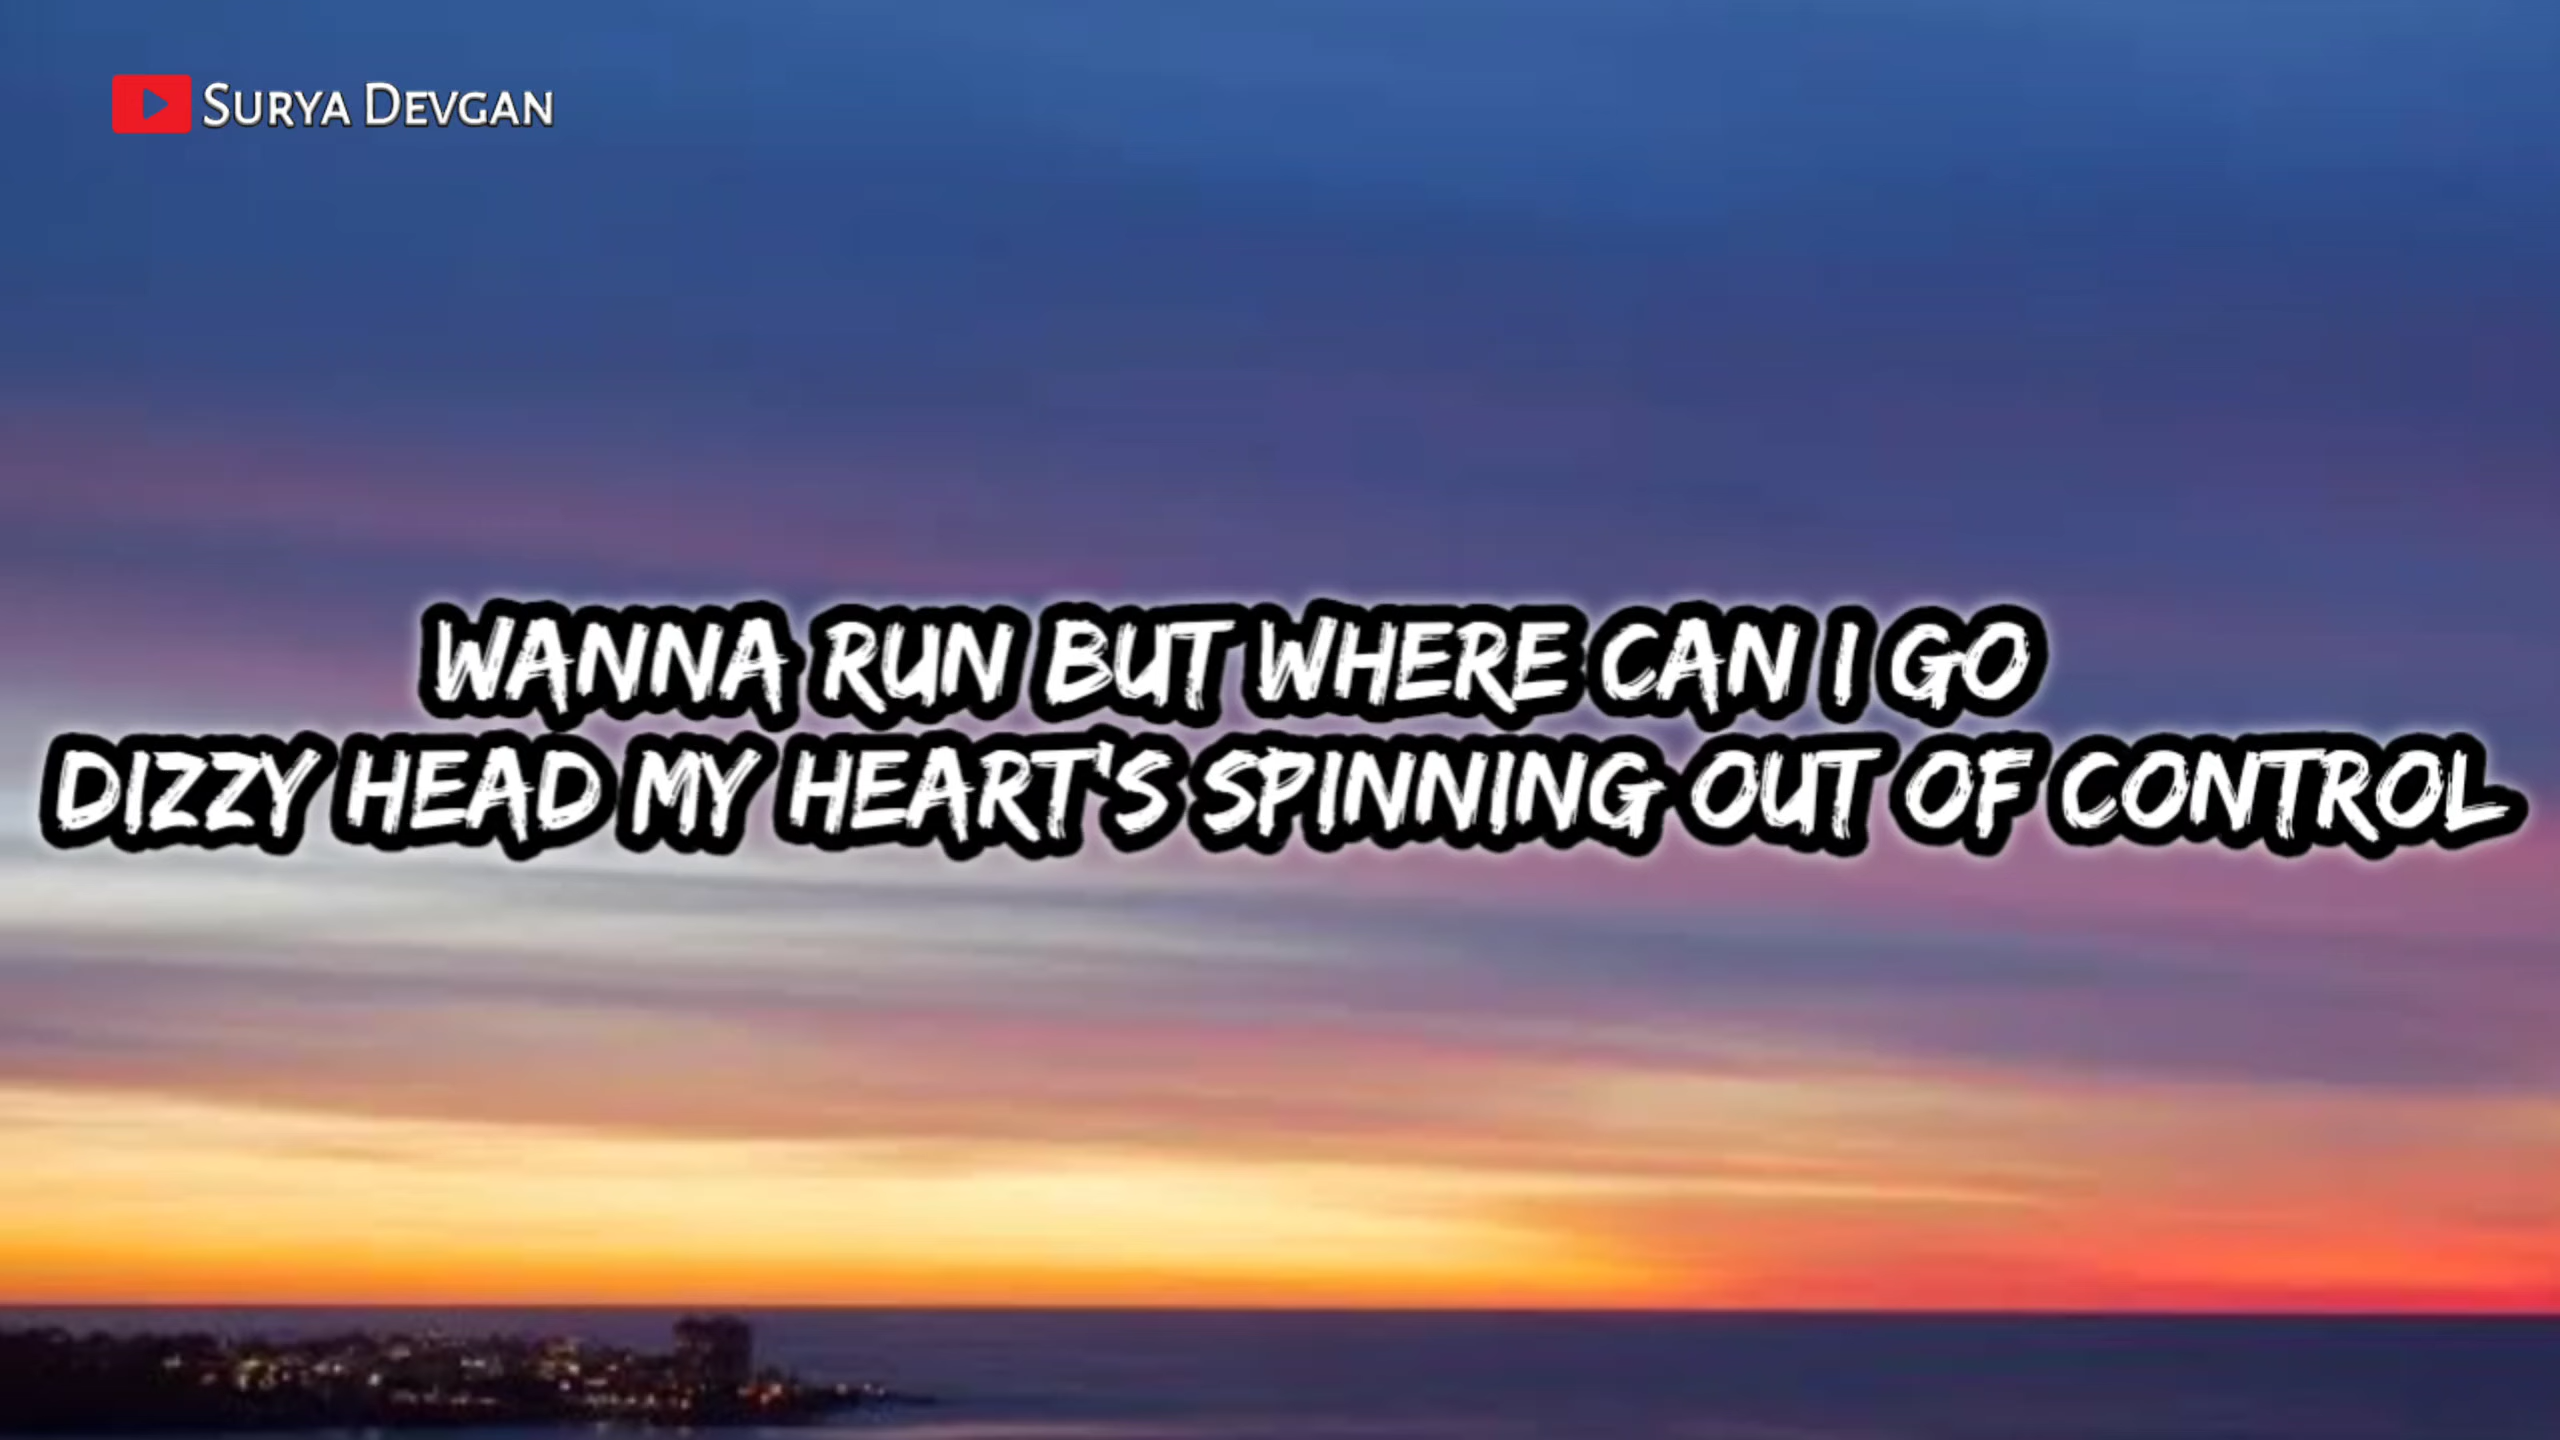 SURYA DEVGAN
WANNA RUN BUT WHERE CAN I GO
DIZZY HEAD MY HEART'S SPINNING OUT OF CONTROL